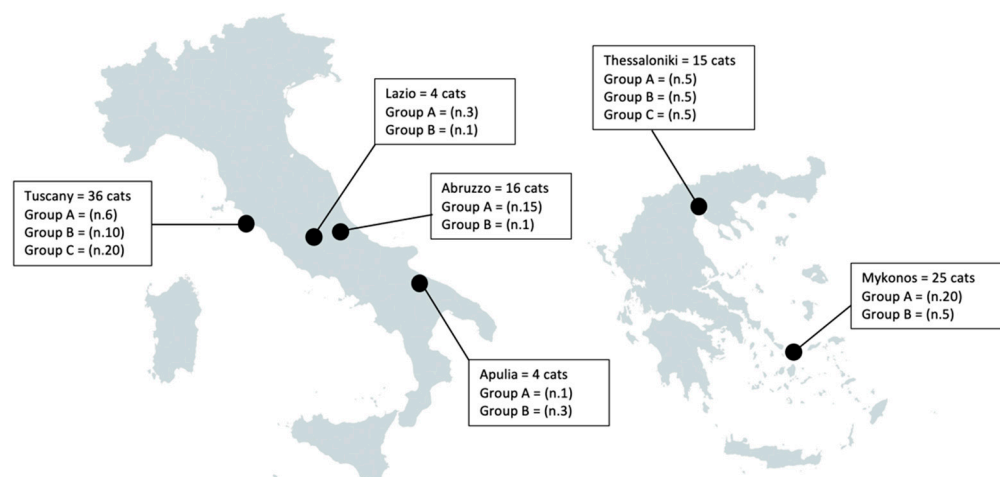 Thessaloniki = 15 cats
Group A = (n.5)
Group B = (n.5)
Group C = (n.5)
Lazio = 4 cats
Group A = (n.3)
Group B = (n.1)
Tuscany = 36 cats
Group A = (n.6)
Group B = (n.10)
Group C = (n.20)
Abruzzo = 16 cats
Group A = (n.15)
Group B = (n.1)
Mykonos = 25 cats
Group A = (n.20)
Group B = (n.5)
Apulia = 4 cats
Group A = (n.1)
Group B = (n.3)